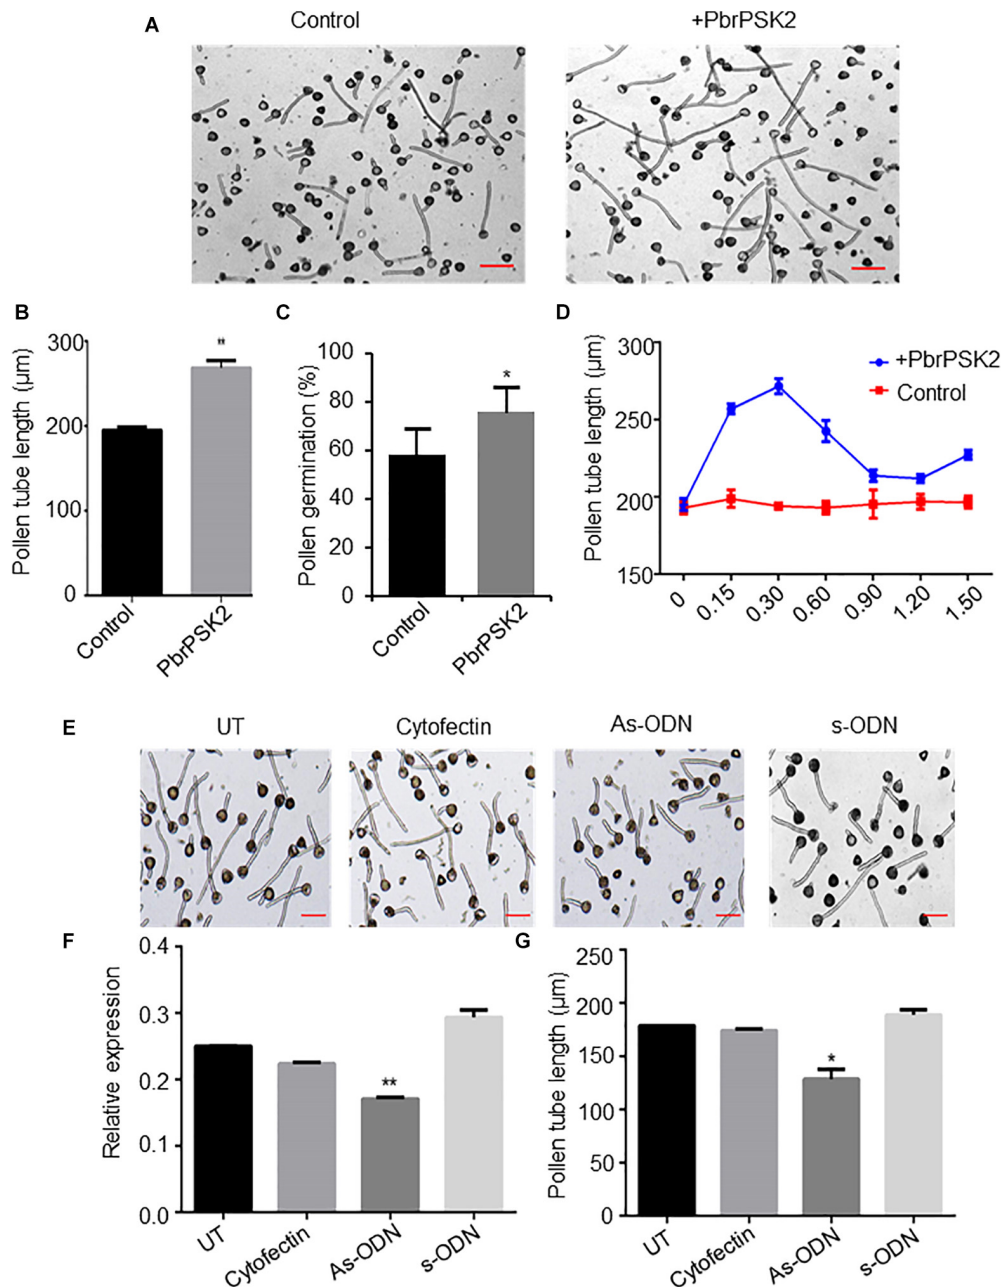 A
Control
+PbrPSK2
B
Pollen tube length (μm)
300
200
100
0
*
Control
PbrPSK2
C
Pollen germination (%)
100
80
60
40
20
0
*
Control
PbrPSK2
D
Pollen tube length (μm)
300
250
200
150
+PbrPSK2
Control
0
0.15
0.30
0.60
0.90
1.20
1.50
E
UT
Cytofectin
As-ODN
s-ODN
F
Relative expression
0.4
0.3
0.2
0.1
0.0
**
UT
Cytofectin
As-ODN
s-ODN
G
Pollen tube length (μm)
250
200
150
100
50
0
*
UT
Cytofectin
As-ODN
s-ODN